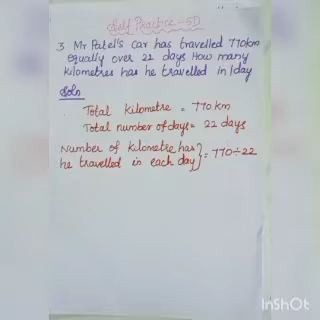 Self Practice - 5D
3. Mr Patel's car has travelled 770km
equally over 22 days How many
kilometres has he travelled in 1day
Soln
Total kilometre = 770 km
Total number of days = 22 days
Number of kilometre has
he travelled in each day } = 770 ÷ 22
InShOt